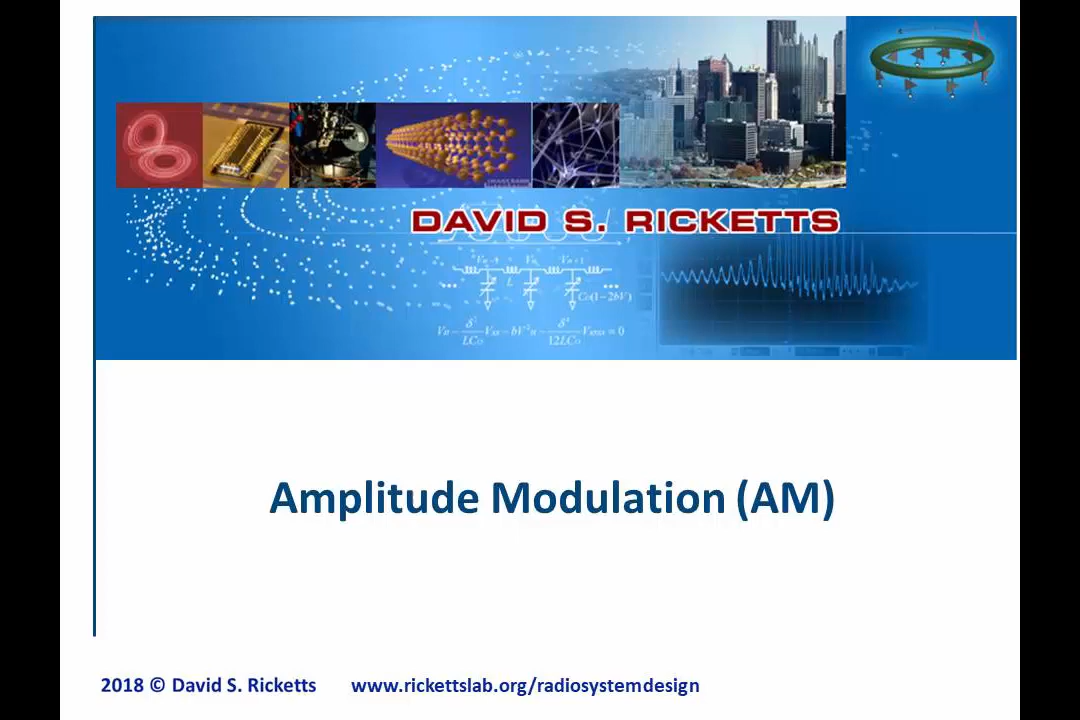 DAVID S. RICKETTS
Amplitude Modulation (AM)
2018 © David S. Ricketts www.rickettslab.org/radiosystemdesign